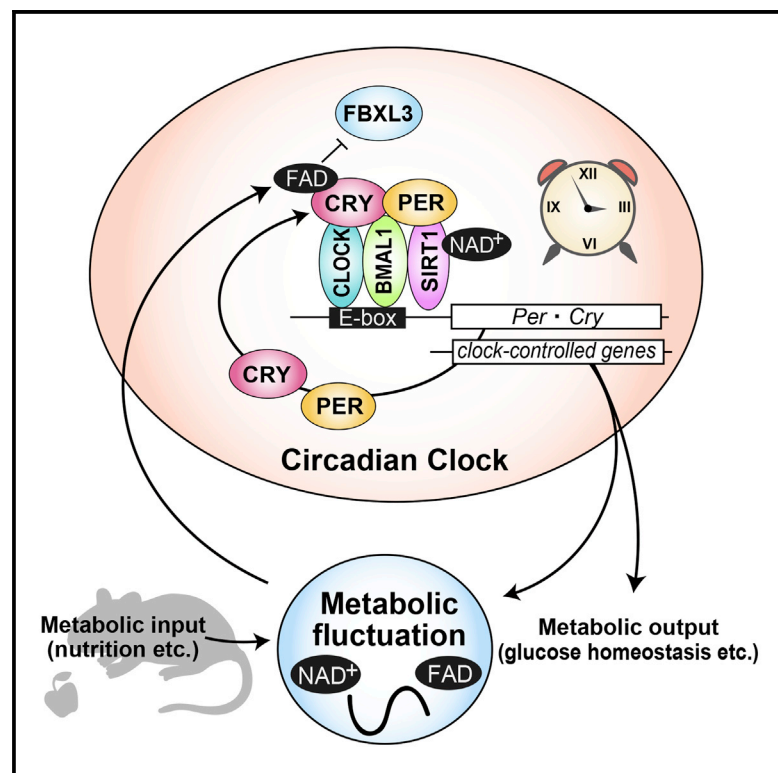 FBXL3
FAD
CRY PER
CLOCK
BMAL1
SIRT1
NAD+
XII
IX III
VI
E-box
Per · Cry
clock-controlled genes
CRY
PER
Circadian Clock
Metabolic input
(nutrition etc.)
Metabolic
fluctuation
NAD+ FAD
Metabolic output
(glucose homeostasis etc.)